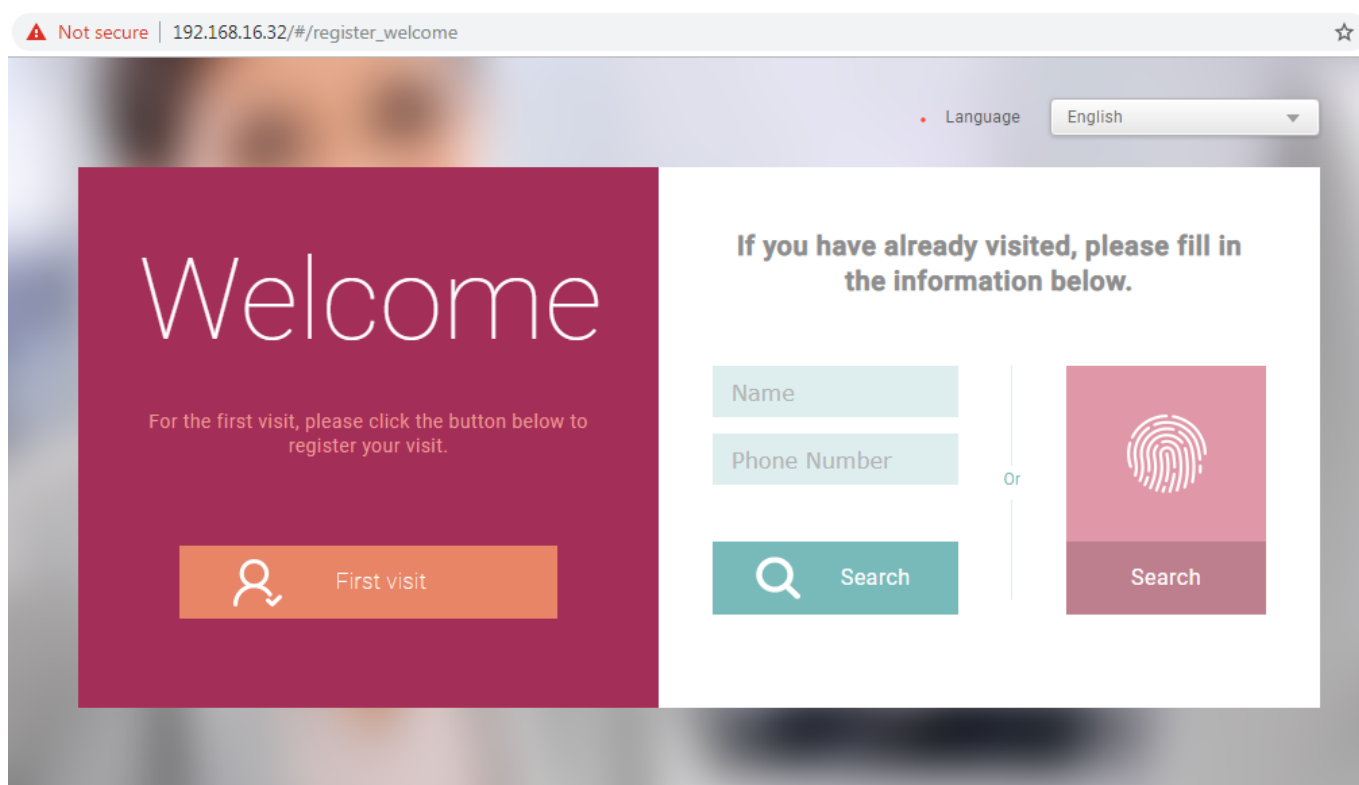 Not secure | 192.168.16.32/#/register_welcome
Language English
Welcome
For the first visit, please click the button below to
register your visit.
First visit
If you have already visited, please fill in
the information below.
Name
Phone Number
Or
Search
Search